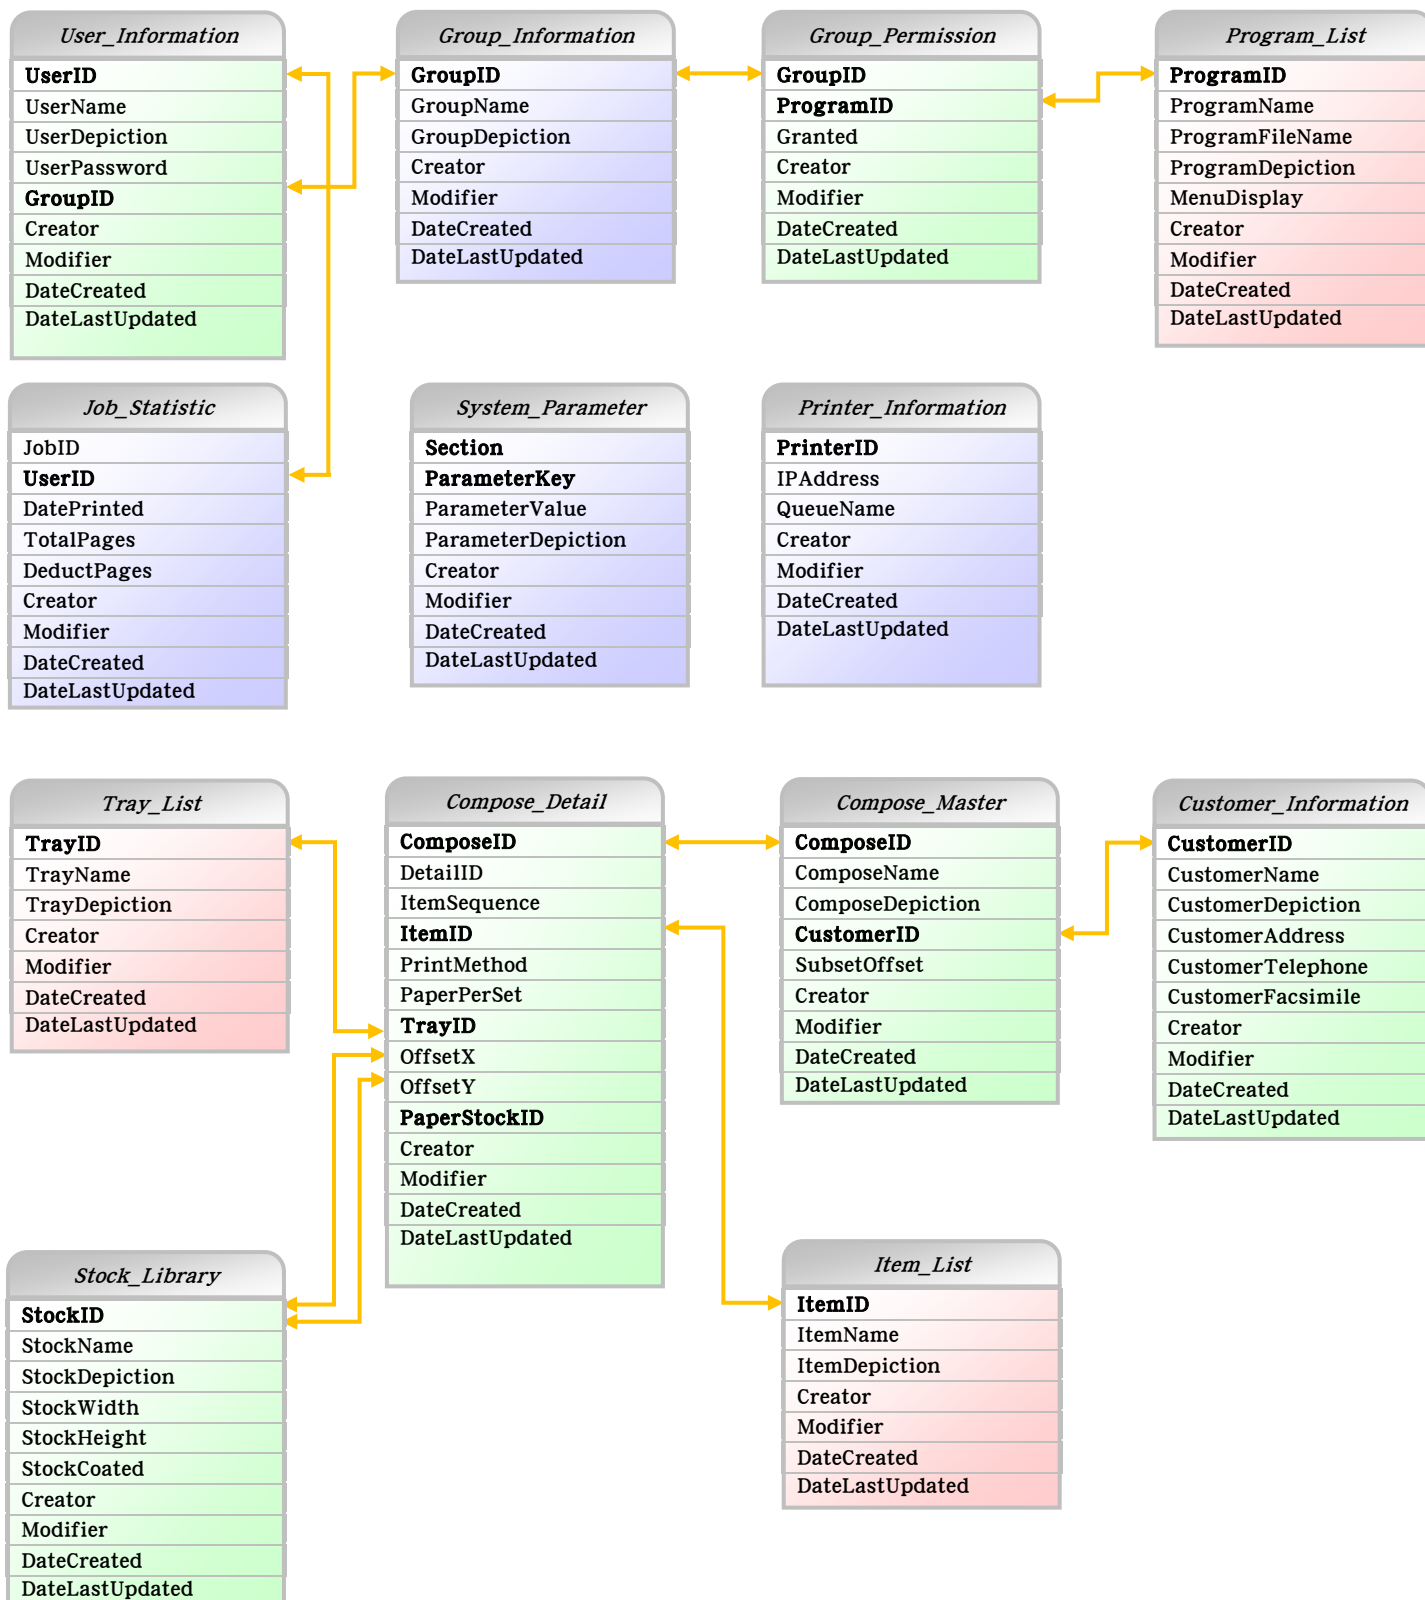 User_Information
UserID
UserName
UserDepiction
UserPassword
GroupID
Creator
Modifier
DateCreated
DateLastUpdated
Group_Information
GroupID
GroupName
GroupDepiction
Creator
Modifier
DateCreated
DateLastUpdated
Group_Permission
GroupID
ProgramID
Granted
Creator
Modifier
DateCreated
DateLastUpdated
Program_List
ProgramID
ProgramName
ProgramFileName
ProgramDepiction
MenuDisplay
Creator
Modifier
DateCreated
DateLastUpdated
Job_Statistic
JobID
UserID
DatePrinted
TotalPages
DeductPages
Creator
Modifier
DateCreated
DateLastUpdated
System_Parameter
Section
ParameterKey
ParameterValue
ParameterDepiction
Creator
Modifier
DateCreated
DateLastUpdated
Printer_Information
PrinterID
IPAddress
QueueName
Creator
Modifier
DateCreated
DateLastUpdated
Tray_List
TrayID
TrayName
TrayDepiction
Creator
Modifier
DateCreated
DateLastUpdated
Compose_Detail
ComposeID
DetailID
ItemSequence
ItemID
PrintMethod
PaperPerSet
TrayID
OffsetX
OffsetY
PaperStockID
Creator
Modifier
DateCreated
DateLastUpdated
Compose_Master
ComposeID
ComposeName
ComposeDepiction
CustomerID
SubsetOffset
Creator
Modifier
DateCreated
DateLastUpdated
Customer_Information
CustomerID
CustomerName
CustomerDepiction
CustomerAddress
CustomerTelephone
CustomerFacsimile
Creator
Modifier
DateCreated
DateLastUpdated
Stock_Library
StockID
StockName
StockDepiction
StockWidth
StockHeight
StockCoated
Creator
Modifier
DateCreated
DateLastUpdated
Item_List
ItemID
ItemName
ItemDepiction
Creator
Modifier
DateCreated
DateLastUpdated